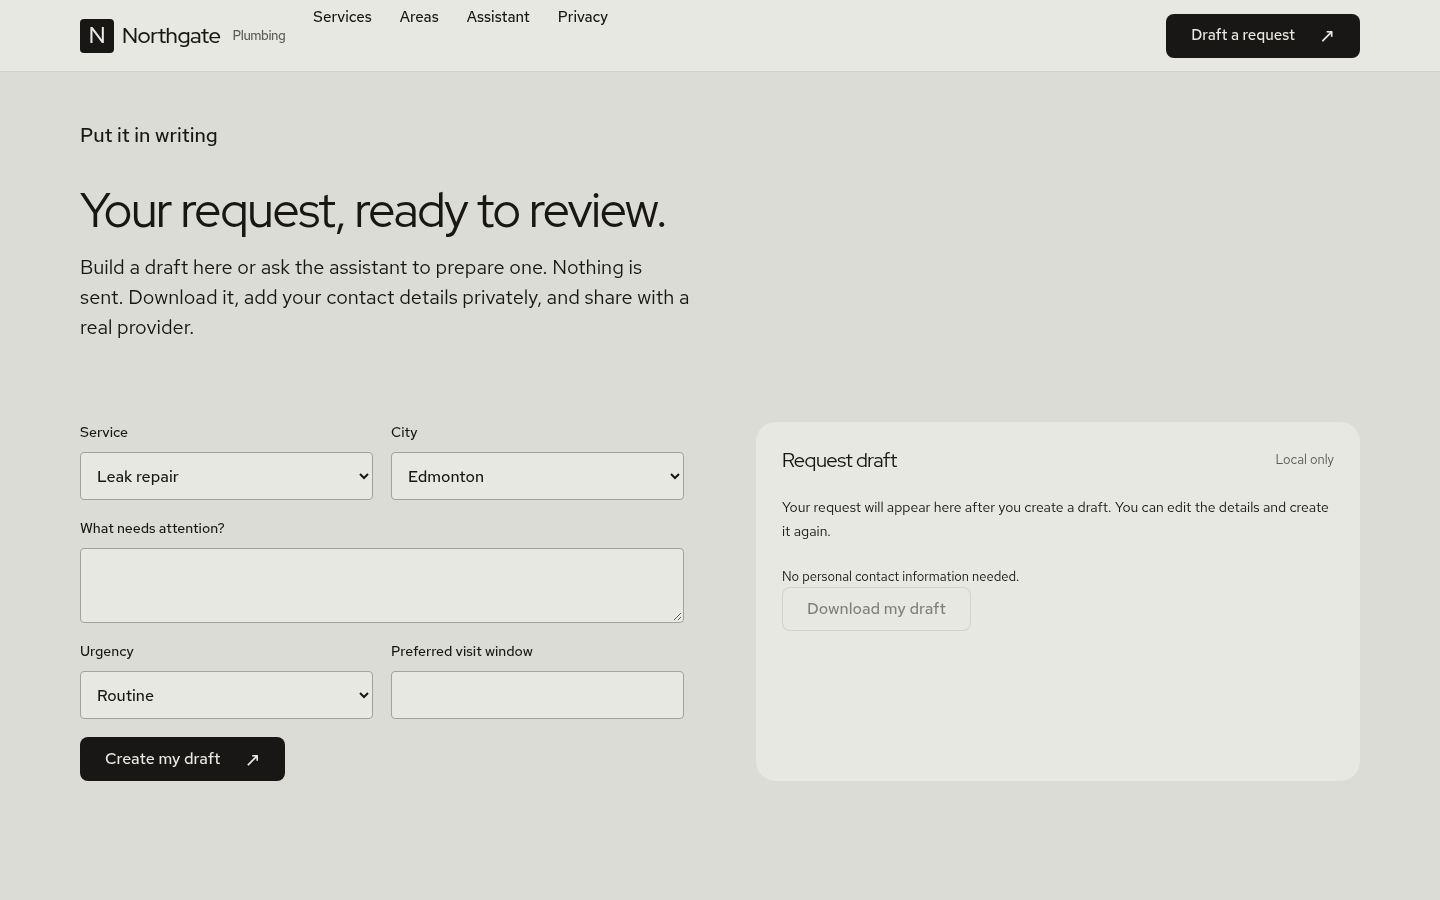 N Northgate Plumbing Services Areas Assistant Privacy Draft a request ↗
Put it in writing
Your request, ready to review.
Build a draft here or ask the assistant to prepare one. Nothing is
sent. Download it, add your contact details privately, and share with a
real provider.
Service City
Leak repair Edmonton
What needs attention?
Urgency Preferred visit window
Routine
Create my draft ↗
Request draft Local only
Your request will appear here after you create a draft. You can edit the details and create
it again.
No personal contact information needed.
Download my draft